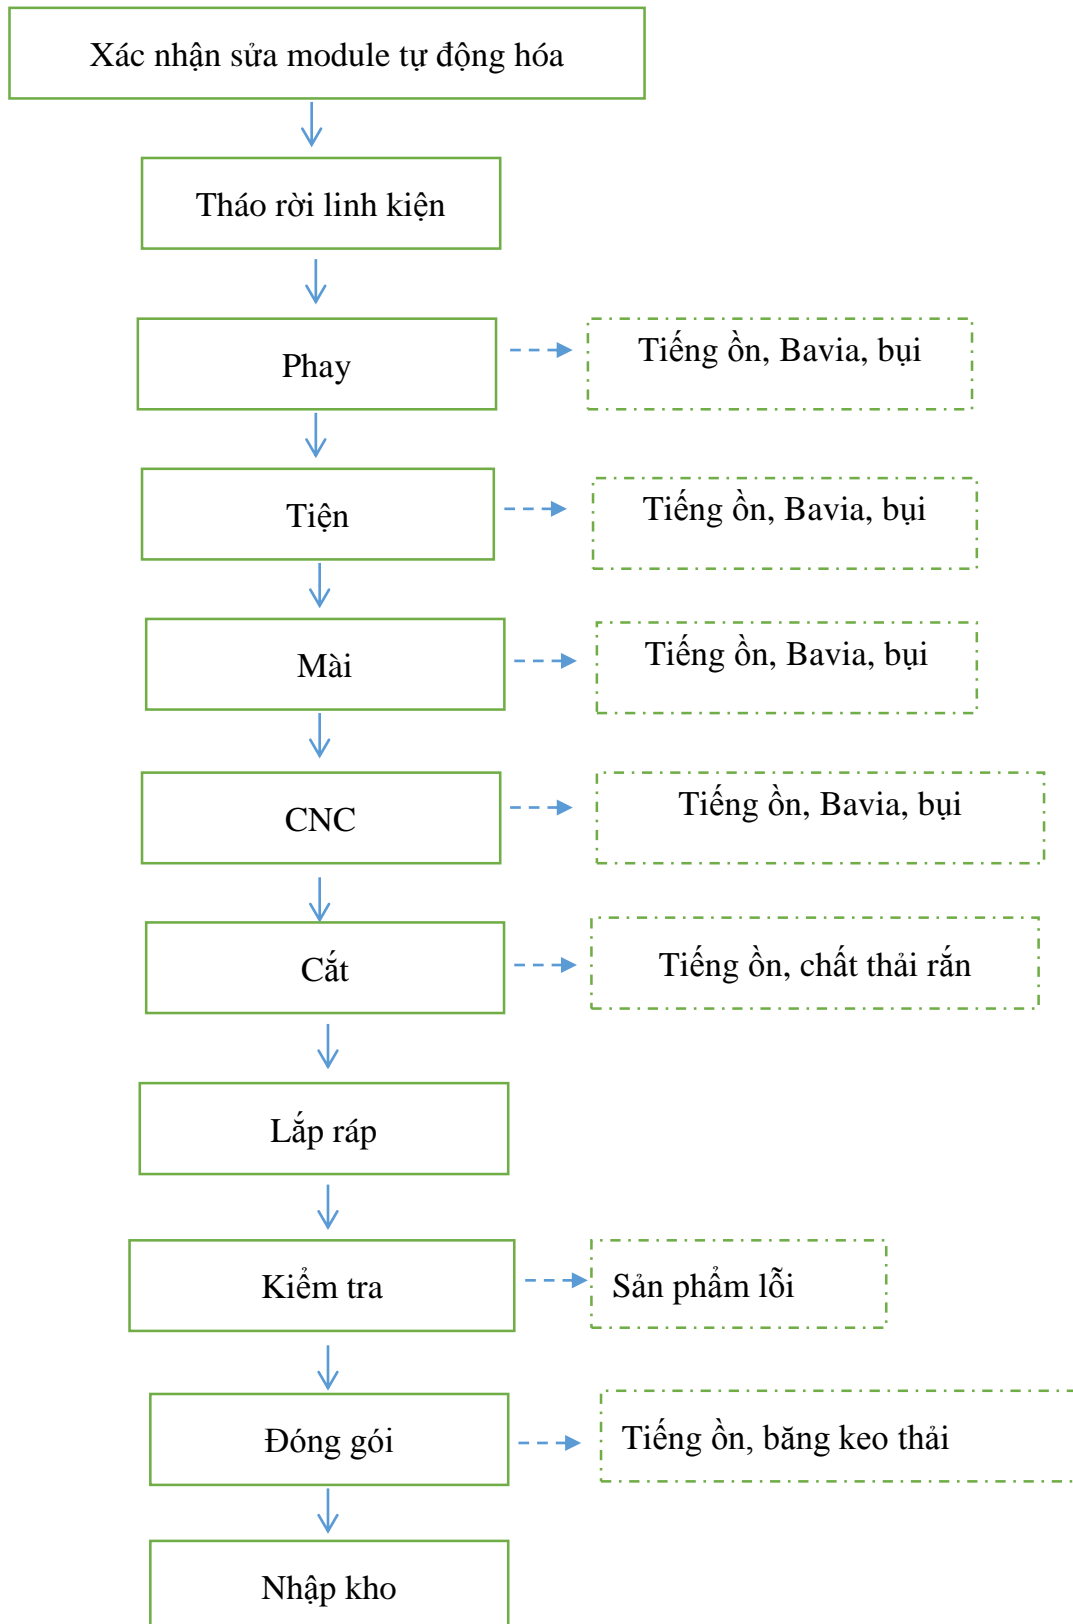 Xác nhận sửa module tự động hóa
Tháo rời linh kiện
Phay
Tiếng ồn, Bavia, bụi
Tiện
Tiếng ồn, Bavia, bụi
Mài
Tiếng ồn, Bavia, bụi
CNC
Tiếng ồn, Bavia, bụi
Cắt
Tiếng ồn, chất thải rắn
Lắp ráp
Kiểm tra
Sản phẩm lỗi
Đóng gói
Tiếng ồn, băng keo thải
Nhập kho